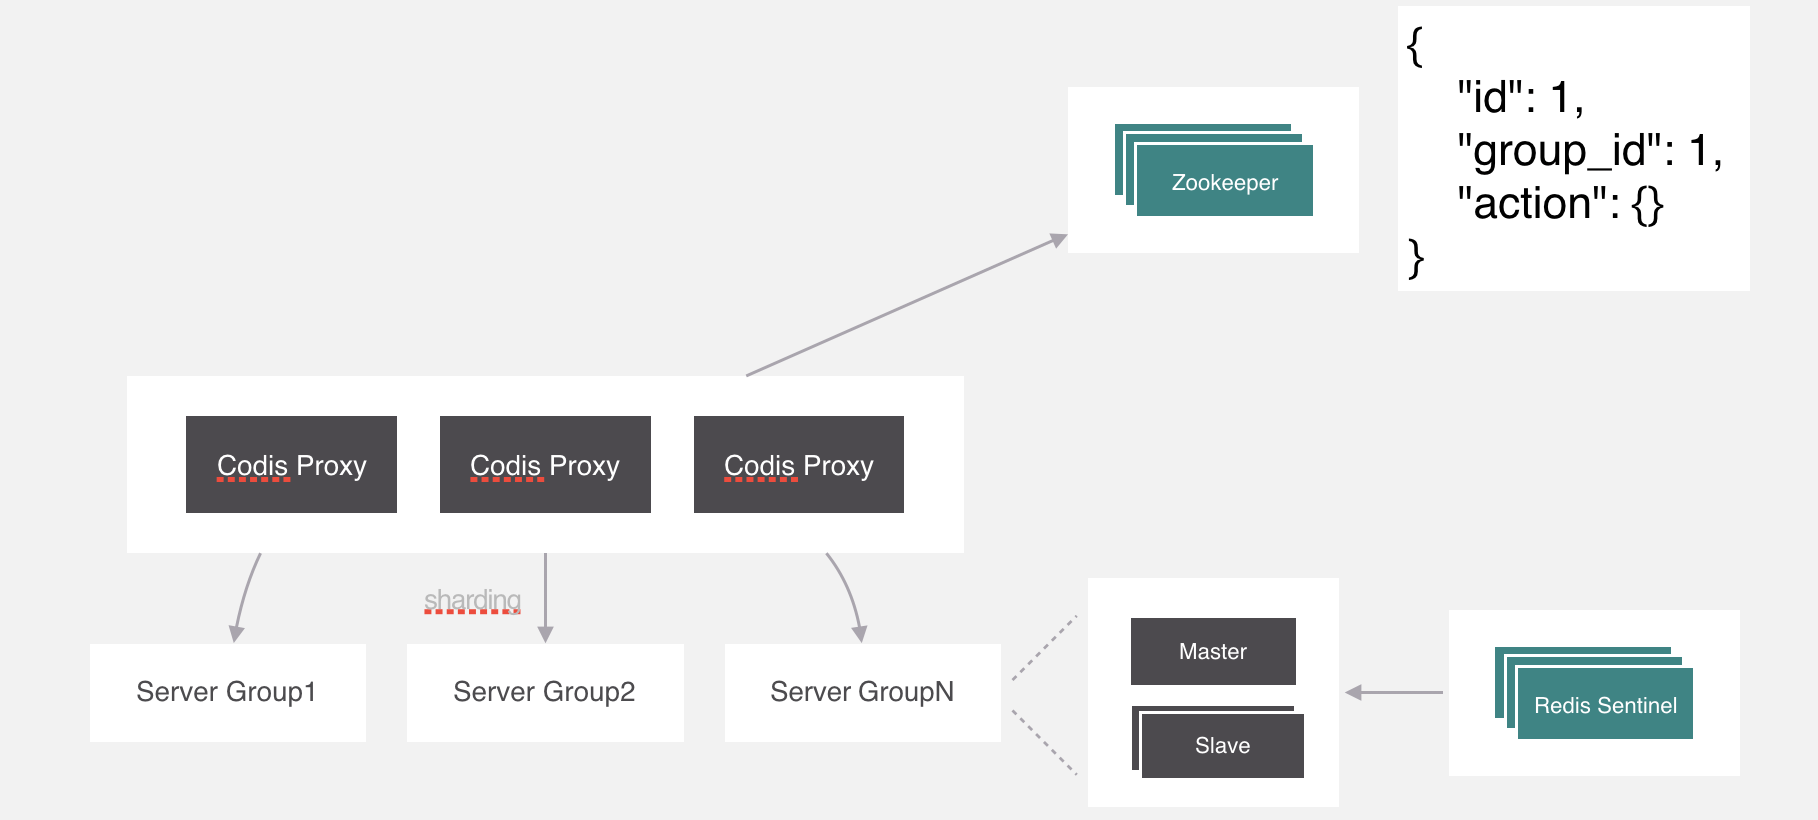 {
"id": 1,
"group_id": 1,
"action": {}
}
Zookeeper
Codis Proxy
Codis Proxy
Codis Proxy
sharding
Server Group1
Server Group2
Server GroupN
Master
Slave
Redis Sentinel